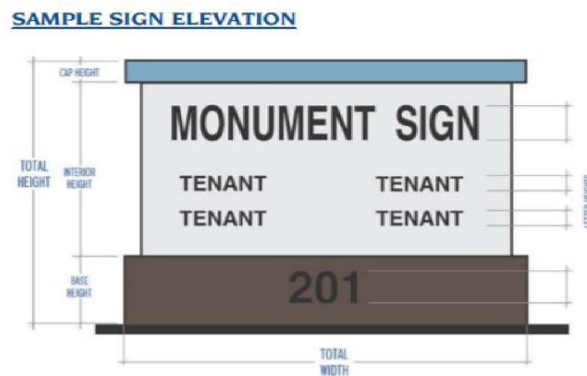 SAMPLE SIGN ELEVATION
CAP HEIGHT
MONUMENT SIGN
TOTAL
HEIGHT
INTERIOR
HEIGHT
TENANT TENANT
TENANT TENANT
BASE
HEIGHT
201
TOTAL
WIDTH